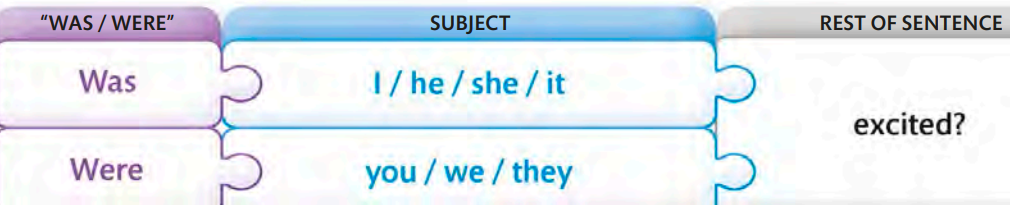 "WAS / WERE" SUBJECT REST OF SENTENCE
Was I / he / she / it
excited?
Were you / we / they